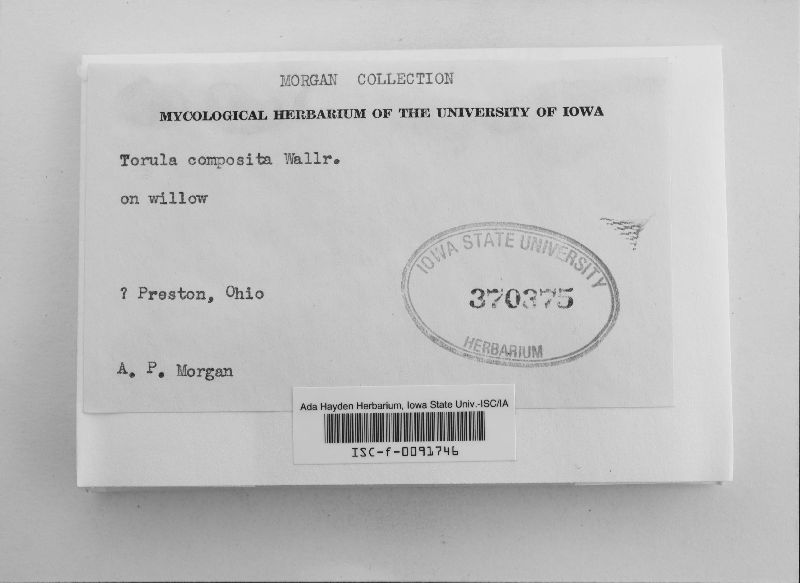 MORGAN COLLECTION
MYCOLOGICAL HERBARIUM OF THE UNIVERSITY OF IOWA
Torula composita Wallr.
on willow
IOWA STATE UNIVERSITY
370375
HERBARIUM
? Preston, Ohio
A. P. Morgan
Ada Hayden Herbarium, Iowa State Univ.-ISC/IA
ISC-f-0091746